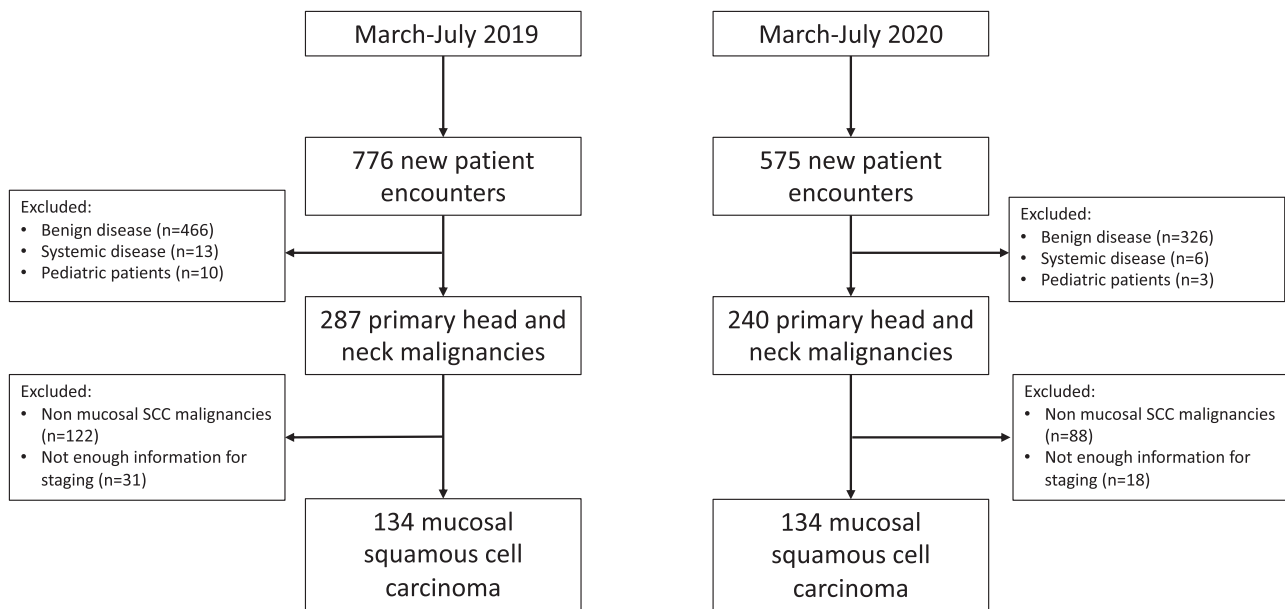 March-July 2019
776 new patient
encounters
Excluded:
• Benign disease (n=466)
• Systemic disease (n=13)
• Pediatric patients (n=10)
287 primary head and
neck malignancies
Excluded:
• Non mucosal SCC malignancies
(n=122)
• Not enough information for
staging (n=31)
134 mucosal
squamous cell
carcinoma
March-July 2020
575 new patient
encounters
Excluded:
• Benign disease (n=326)
• Systemic disease (n=6)
• Pediatric patients (n=3)
240 primary head and
neck malignancies
Excluded:
• Non mucosal SCC malignancies
(n=88)
• Not enough information for
staging (n=18)
134 mucosal
squamous cell
carcinoma